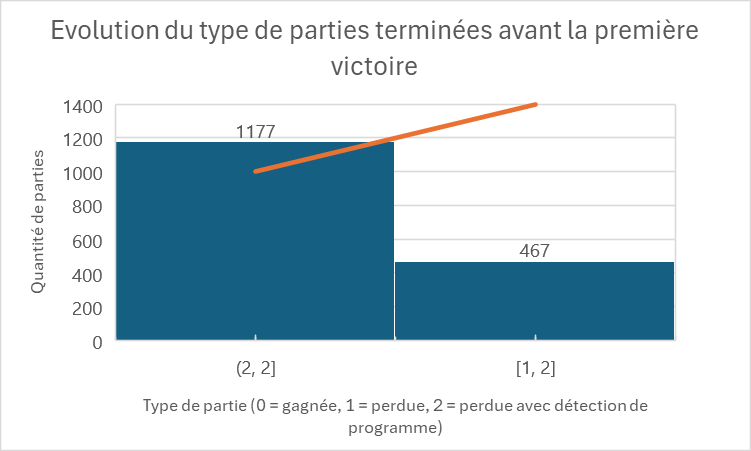 Evolution du type de parties terminées avant la première
victoire
1400
1200
1000
800
600
400
200
0
Quantité de parties
1177
467
(2, 2]
[1, 2]
Type de partie (0 = gagnée, 1 = perdue, 2 = perdue avec détection de
programme)